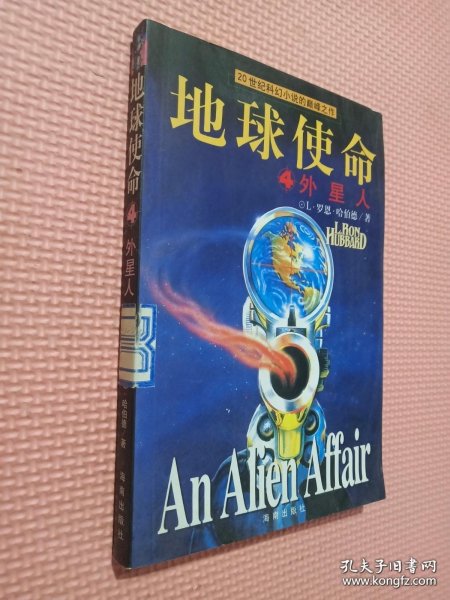 20世纪科幻小说的巅峰之作
地球使命
4 外星人
⊙L·罗恩·哈伯德/著
L. RON
HUBBARD
An Alien Affair
海南出版社
地球使命
4
外星人
哈伯德 著
海南出版社
孔夫子旧书网
www.kongfz.com